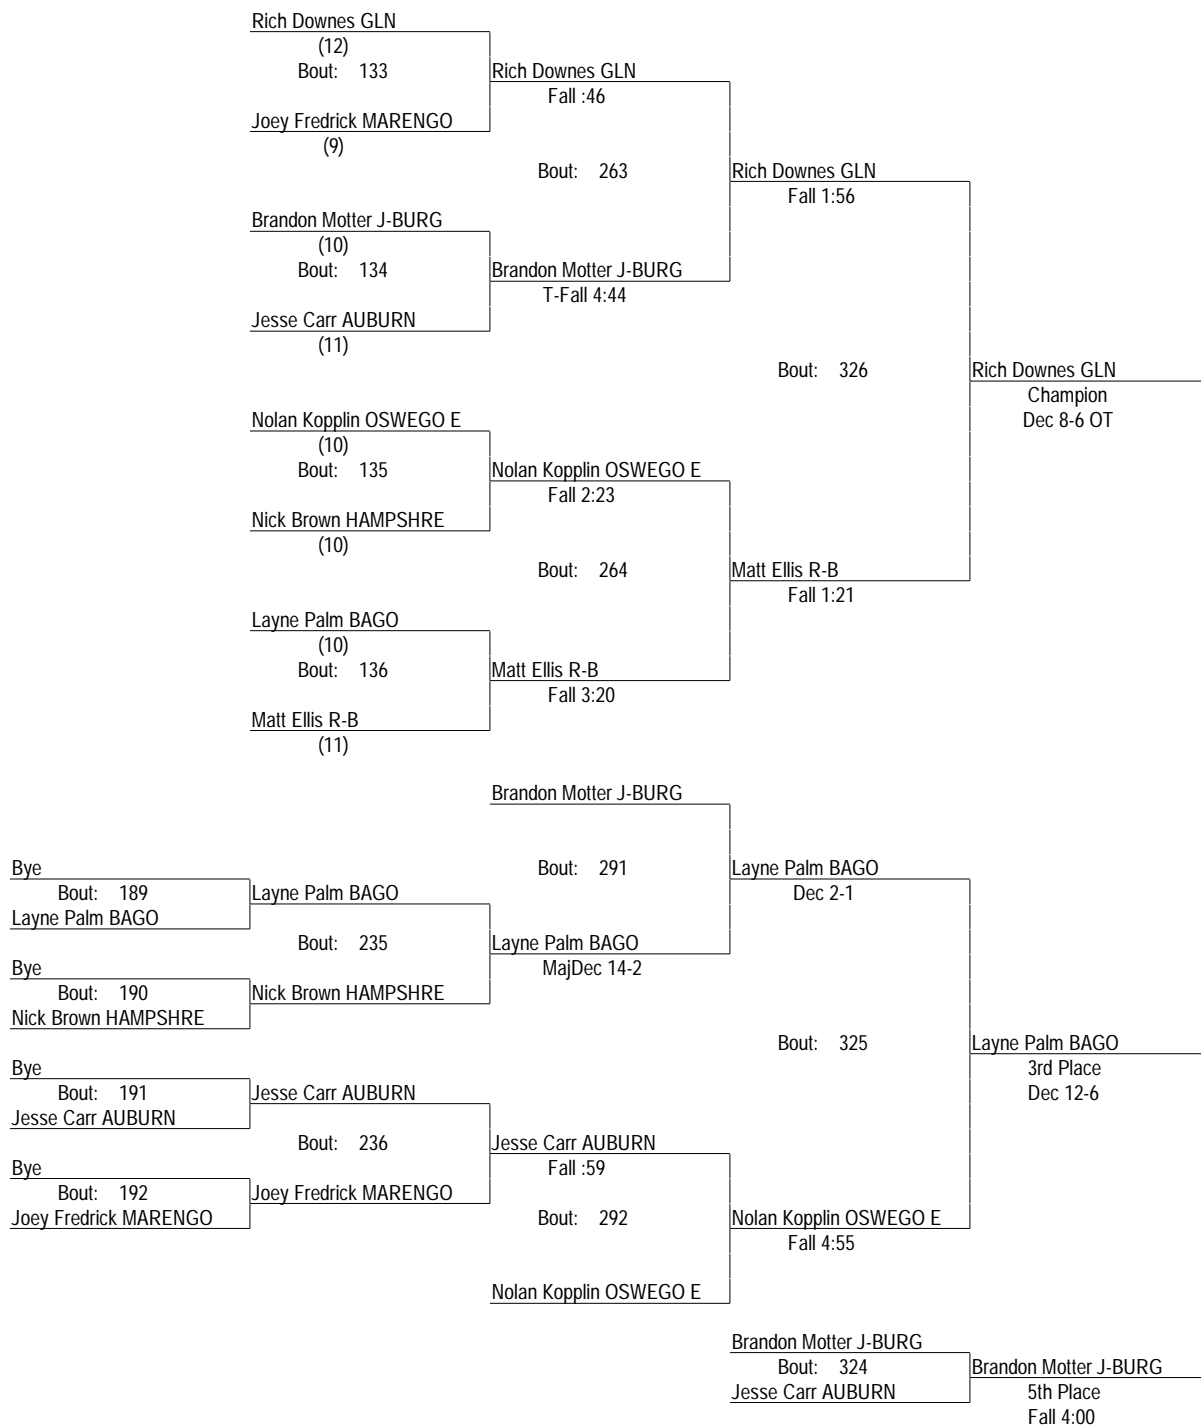 Rich Downes GLN
(12)
Bout: 133
Rich Downes GLN
Fall :46
Joey Fredrick MARENGO
(9)
Bout: 263
Rich Downes GLN
Fall 1:56
Brandon Motter J-BURG
(10)
Bout: 134
Brandon Motter J-BURG
T-Fall 4:44
Jesse Carr AUBURN
(11)
Bout: 326
Rich Downes GLN
Champion
Dec 8-6 OT
Nolan Kopplin OSWEGO E
(10)
Bout: 135
Nolan Kopplin OSWEGO E
Fall 2:23
Nick Brown HAMPSHRE
(10)
Bout: 264
Matt Ellis R-B
Fall 1:21
Layne Palm BAGO
(10)
Bout: 136
Matt Ellis R-B
Fall 3:20
Matt Ellis R-B
(11)
Brandon Motter J-BURG
Bout: 291
Layne Palm BAGO
Dec 2-1
Bye
Bout: 189
Layne Palm BAGO
Layne Palm BAGO
Bout: 235
Layne Palm BAGO
MajDec 14-2
Bye
Bout: 190
Nick Brown HAMPSHRE
Nick Brown HAMPSHRE
Bout: 325
Layne Palm BAGO
3rd Place
Dec 12-6
Bye
Bout: 191
Jesse Carr AUBURN
Jesse Carr AUBURN
Bout: 236
Jesse Carr AUBURN
Fall :59
Bye
Bout: 192
Joey Fredrick MARENGO
Joey Fredrick MARENGO
Bout: 292
Nolan Kopplin OSWEGO E
Fall 4:55
Nolan Kopplin OSWEGO E
Brandon Motter J-BURG
Bout: 324
Jesse Carr AUBURN
Brandon Motter J-BURG
5th Place
Fall 4:00